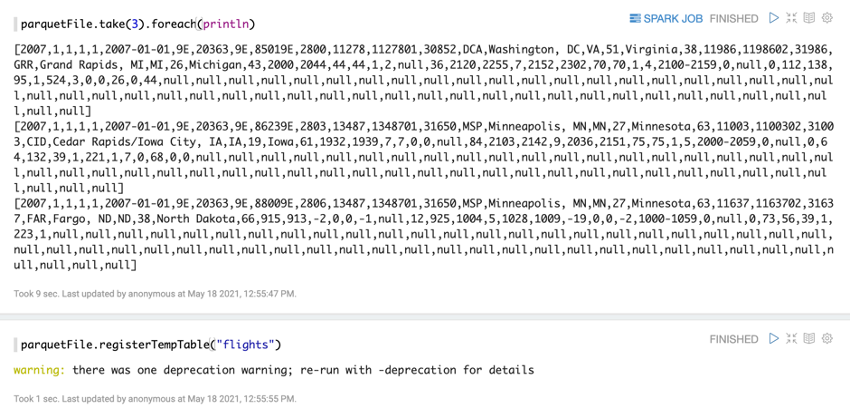 parquetFile.take(3).foreach(println)
SPARK JOB FINISHED
[2007,1,1,1,1,2007-01-01,9E,20363,9E,85019E,2800,11278,1127801,30852,DCA,Washington, DC,VA,51,Virginia,38,11986,1198602,31986,
GRR,Grand Rapids, MI,MI,26,Michigan,43,2000,2044,44,44,1,2,null,36,2120,2255,7,2152,2302,70,70,1,4,2100-2159,0,null,0,112,138,
95,1,524,3,0,0,26,0,44,null,null,null,null,null,null,null,null,null,null,null,null,null,null,null,null,null,null,null,null,nul
l,null,null,null,null,null,null,null,null,null,null,null,null,null,null,null,null,null,null,null,null,null,null,null,null,nul
l,null,null]
[2007,1,1,1,1,2007-01-01,9E,20363,9E,86239E,2803,13487,1348701,31650,MSP,Minneapolis, MN,MN,27,Minnesota,63,11003,1100302,3100
3,CID,Cedar Rapids/Iowa City, IA,IA,19,Iowa,61,1932,1939,7,7,0,0,null,84,2103,2142,9,2036,2151,75,75,1,5,2000-2059,0,null,0,6
4,132,39,1,221,1,7,0,68,0,0,null,null,null,null,null,null,null,null,null,null,null,null,null,null,null,null,null,null,null,nul
l,null,null,null,null,null,null,null,null,null,null,null,null,null,null,null,null,null,null,null,null,null,null,null,null,nul
l,null,null,null]
[2007,1,1,1,1,2007-01-01,9E,20363,9E,88009E,2806,13487,1348701,31650,MSP,Minneapolis, MN,MN,27,Minnesota,63,11637,1163702,3163
7,FAR,Fargo, ND,ND,38,North Dakota,66,915,913,-2,0,0,-1,null,12,925,1004,5,1028,1009,-19,0,0,-2,1000-1059,0,null,0,73,56,39,1,
223,1,null,null,null,null,null,null,null,null,null,null,null,null,null,null,null,null,null,null,null,null,null,null,null,null,
null,null,null,null,null,null,null,null,null,null,null,null,null,null,null,null,null,null,null,null,null,null,null,null,null,n
ull,null,null,null]
Took 9 sec. Last updated by anonymous at May 18 2021, 12:55:47 PM.
parquetFile.registerTempTable("flights")
FINISHED
warning: there was one deprecation warning; re-run with -deprecation for details
Took 1 sec. Last updated by anonymous at May 18 2021, 12:55:55 PM.